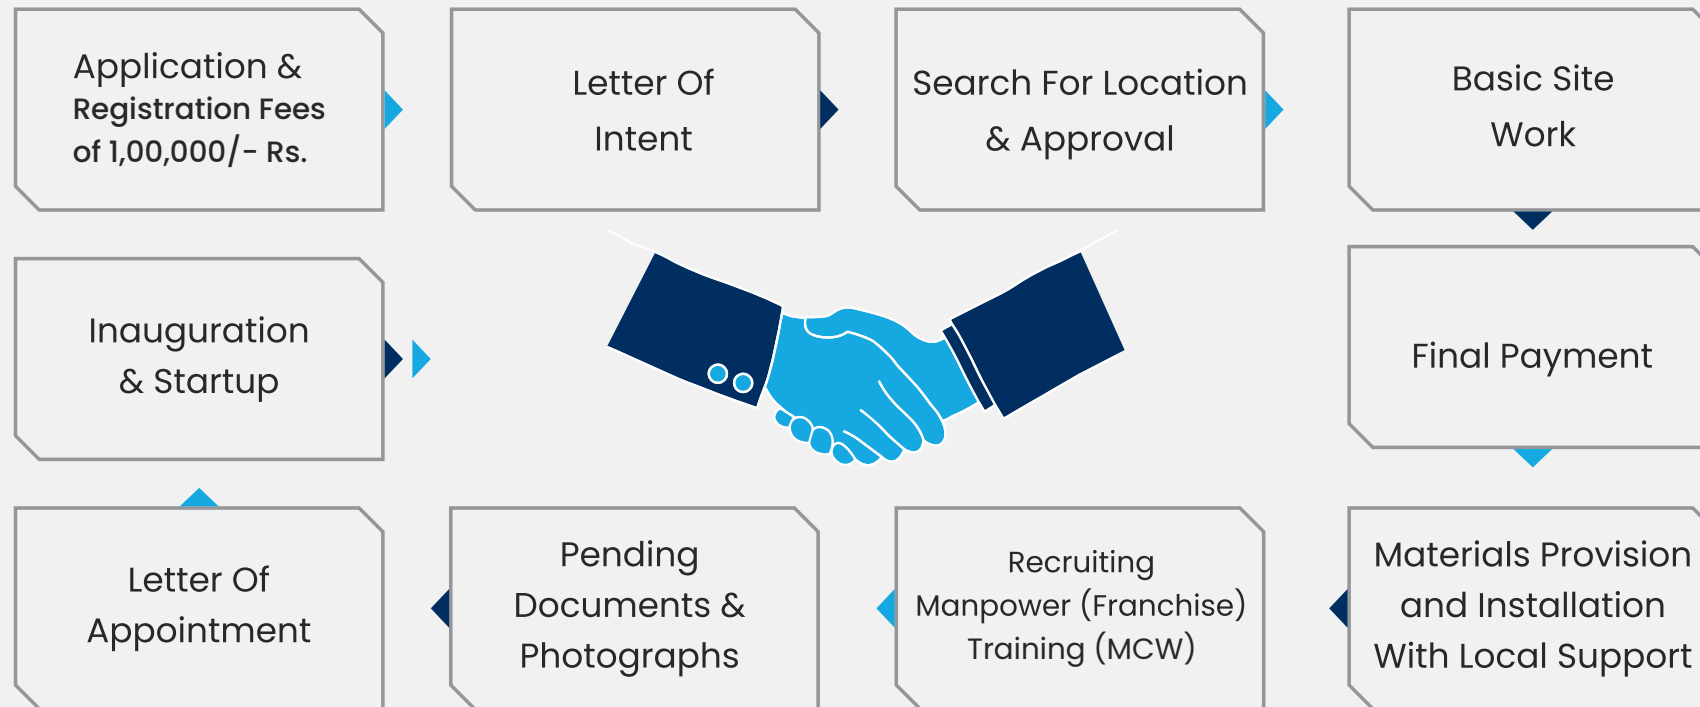 Application &
Registration Fees
of 1,00,000/- Rs.
Letter Of
Intent
Search For Location
& Approval
Basic Site
Work
Inauguration
& Startup
Final Payment
Letter Of
Appointment
Pending
Documents &
Photographs
Recruiting
Manpower (Franchise)
Training (MCW)
Materials Provision
and Installation
With Local Support